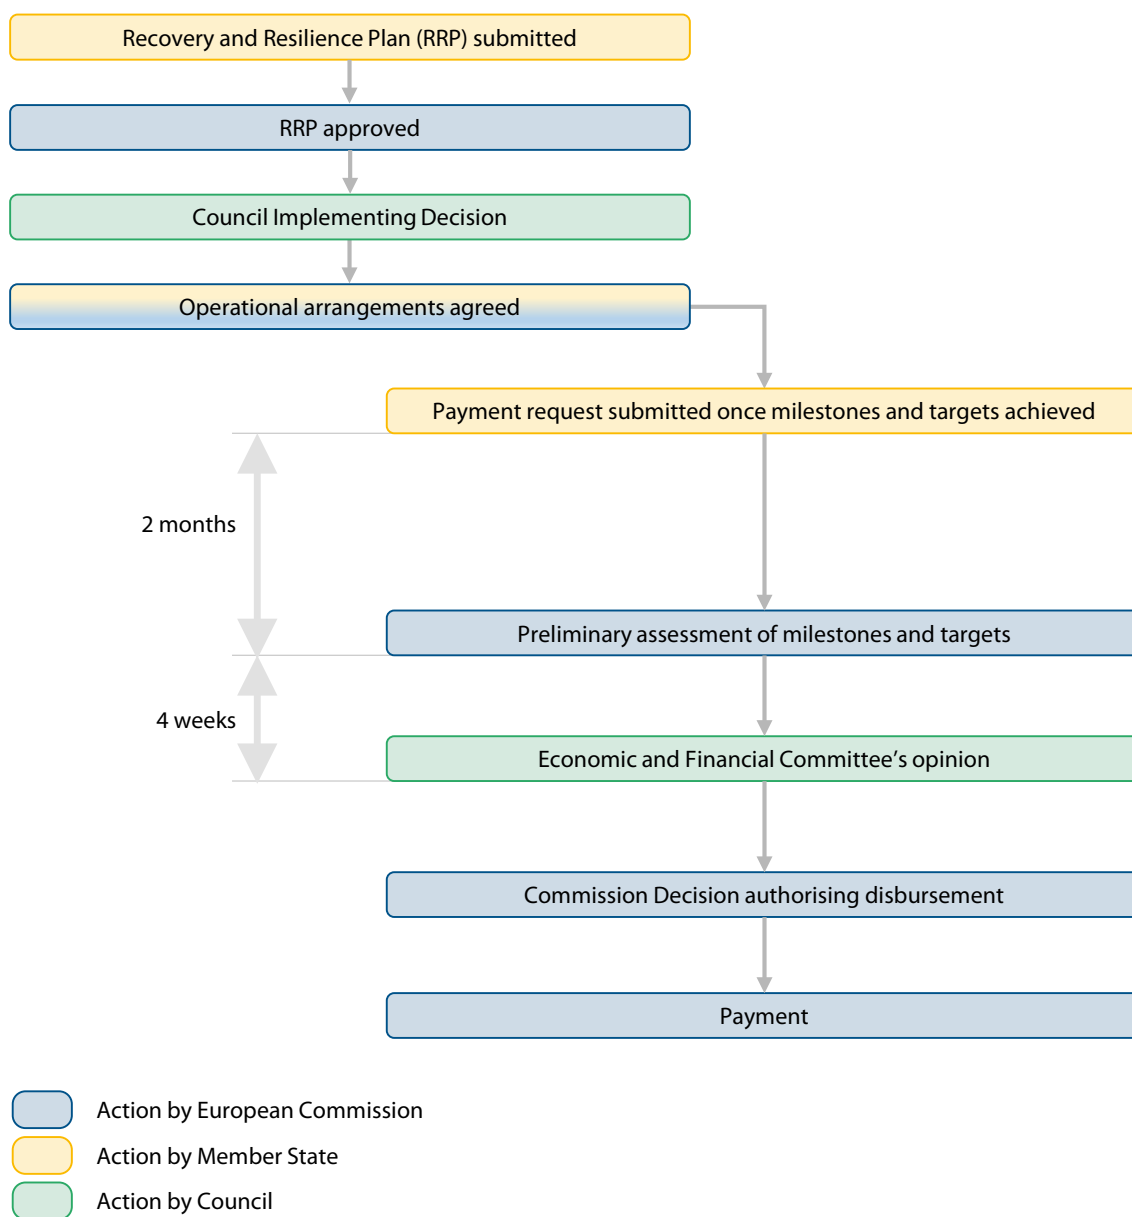 Recovery and Resilience Plan (RRP) submitted
RRP approved
Council Implementing Decision
Operational arrangements agreed
Payment request submitted once milestones and targets achieved
2 months
Preliminary assessment of milestones and targets
4 weeks
Economic and Financial Committee’s opinion
Commission Decision authorising disbursement
Payment
Action by European Commission
Action by Member State
Action by Council